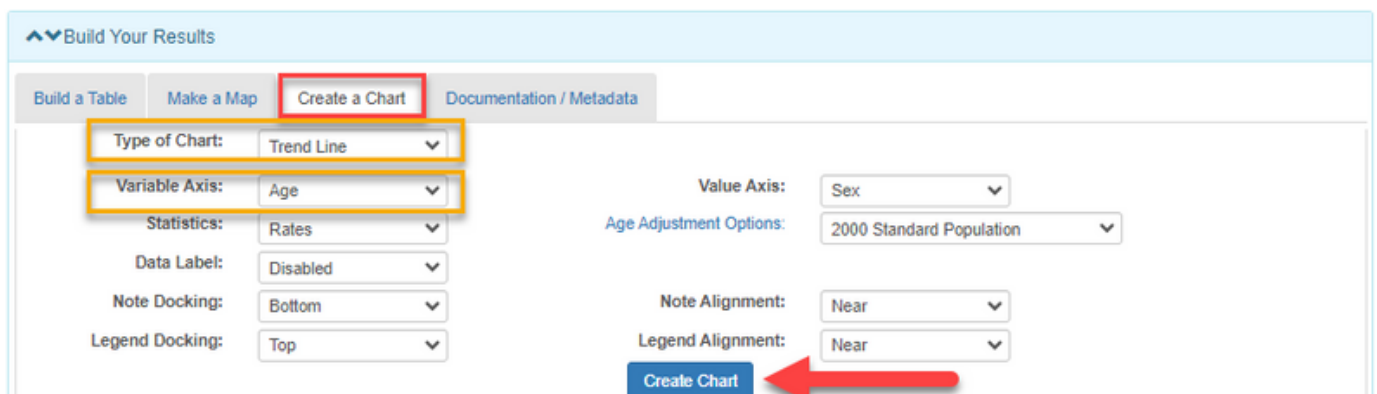 Build Your Results
Build a Table Make a Map Create a Chart Documentation / Metadata
Type of Chart: Trend Line
Variable Axis: Age Value Axis: Sex
Statistics: Rates Age Adjustment Options: 2000 Standard Population
Data Label: Disabled
Note Docking: Bottom Note Alignment: Near
Legend Docking: Top Legend Alignment: Near
Create Chart